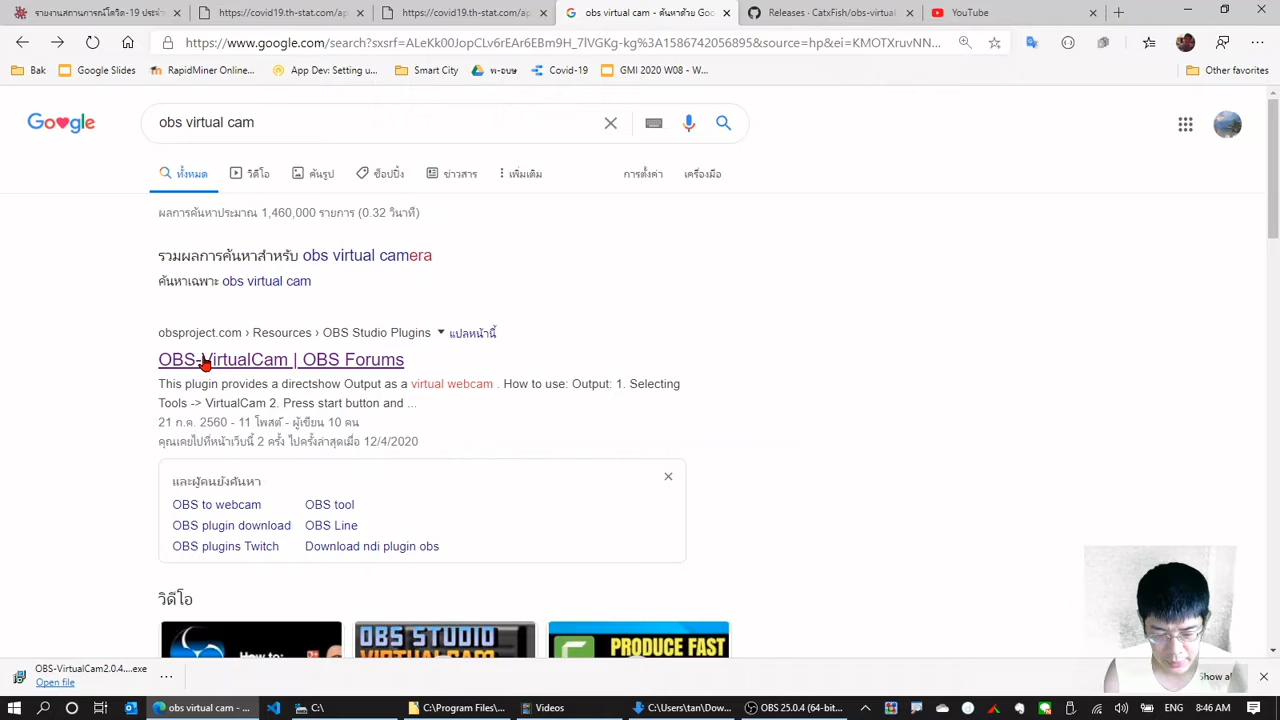 รายงานสถานการณ์โควิด-19 ประเท
https://covid19.th-stat.com/ap
https://covid19.th-stat.com/ap
obs virtual cam - ค้นหาด้วย Goo
Releases · CatxFish/obs-virtual
YouTube
https://www.google.com/search?sxsrf=ALeKk00JopCLv6rEAr6EBm9H_7lVGKg-kg%3A1586742056895&source=hp&ei=KMOTXruvNN...
Bak
Google Slides
RapidMiner Online...
App Dev: Setting u...
Smart City
พ-อบษ
Covid-19
GMI 2020 W08 - W...
Other favorites
Google
obs virtual cam
ทั้งหมด
วิดีโอ
ค้นรูป
ช็อปปิ้ง
ข่าวสาร
เพิ่มเติม
การตั้งค่า
เครื่องมือ
ผลการค้นหาประมาณ 1,460,000 รายการ (0.32 วินาที)
รวมผลการค้นหาสำหรับ obs virtual camera
ค้นหาเฉพาะ obs virtual cam
obsproject.com › Resources › OBS Studio Plugins
แปลหน้านี้
OBS-VirtualCam | OBS Forums
This plugin provides a directshow Output as a virtual webcam . How to use: Output: 1. Selecting
Tools -> VirtualCam 2. Press start button and ...
21 ก.ค. 2560 - 11 โพสต์ - ผู้เขียน 10 คน
คุณเคยไปที่หน้าเว็บนี้ 2 ครั้ง ไปครั้งล่าสุดเมื่อ 12/4/2020
และผู้คนยังค้นหา
OBS to webcam
OBS tool
OBS plugin download
OBS Line
OBS plugins Twitch
Download ndi plugin obs
วิดีโอ
How to:
OBS STUDIO
VIRTUAL CAM
PRODUCE FAST
OBS-VirtualCam2.0.4....exe
Open file
Show al
obs virtual cam - ...
C:\
C:\Program Files\...
Videos
C:\Users\tan\Dow...
OBS 25.0.4 (64-bit...
ENG
8:46 AM